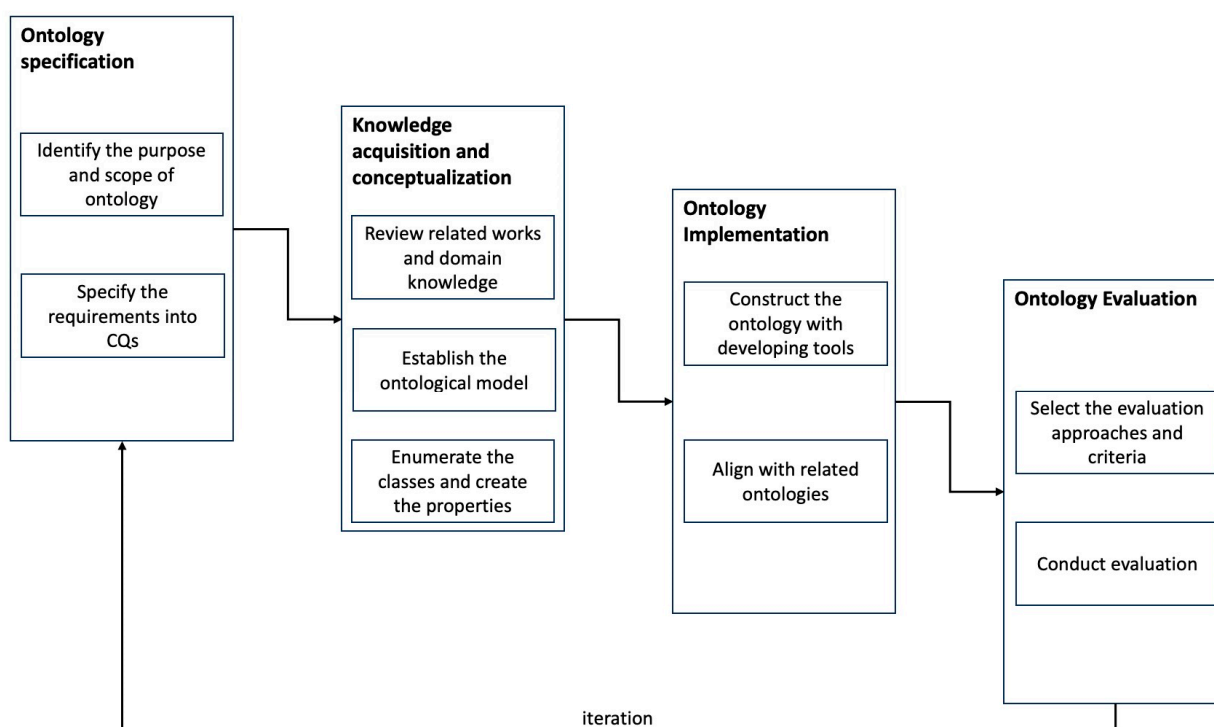 Ontology
specification
Identify the purpose
and scope of
ontology
Specify the
requirements into
CQs
Knowledge
acquisition and
conceptualization
Review related works
and domain
knowledge
Establish the
ontological model
Enumerate the
classes and create
the properties
Ontology
Implementation
Construct the
ontology with
developing tools
Align with related
ontologies
Ontology Evaluation
Select the evaluation
approaches and
criteria
Conduct evaluation
iteration